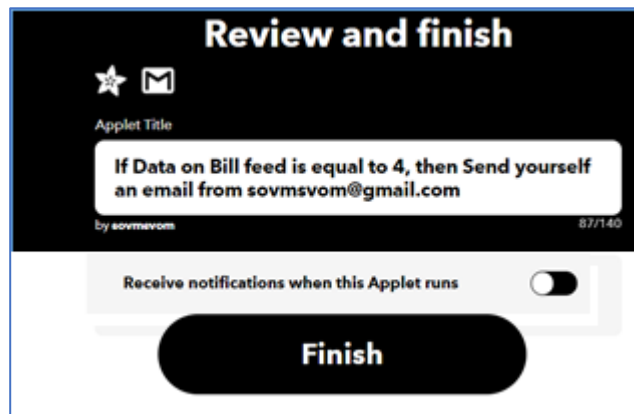 Review and finish
Applet Title
If Data on Bill feed is equal to 4, then Send yourself
an email from sovmsvom@gmail.com
by sovmsvom
87/140
Receive notifications when this Applet runs
Finish